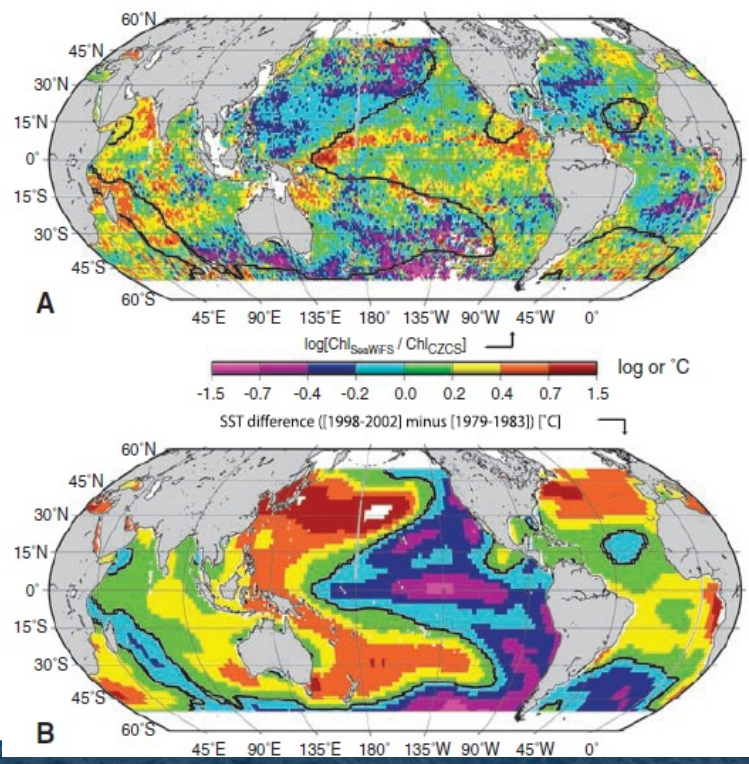 60˚N
45˚N
30˚N
15˚N
0˚
15˚S
30˚S
45˚S
60˚S
A
45˚E 90˚E 135˚E 180˚ 135˚W 90˚W 45˚W 0˚
log[Chl_SeaWiFS / Chl_CZCS]
log or ˚C
-1.5 -0.7 -0.4 -0.2 0.0 0.2 0.4 0.7 1.5
SST difference ([1998-2002] minus [1979-1983]) [˚C]
60˚N
45˚N
30˚N
15˚N
0˚
15˚S
30˚S
45˚S
60˚S
B
45˚E 90˚E 135˚E 180˚ 135˚W 90˚W 45˚W 0˚